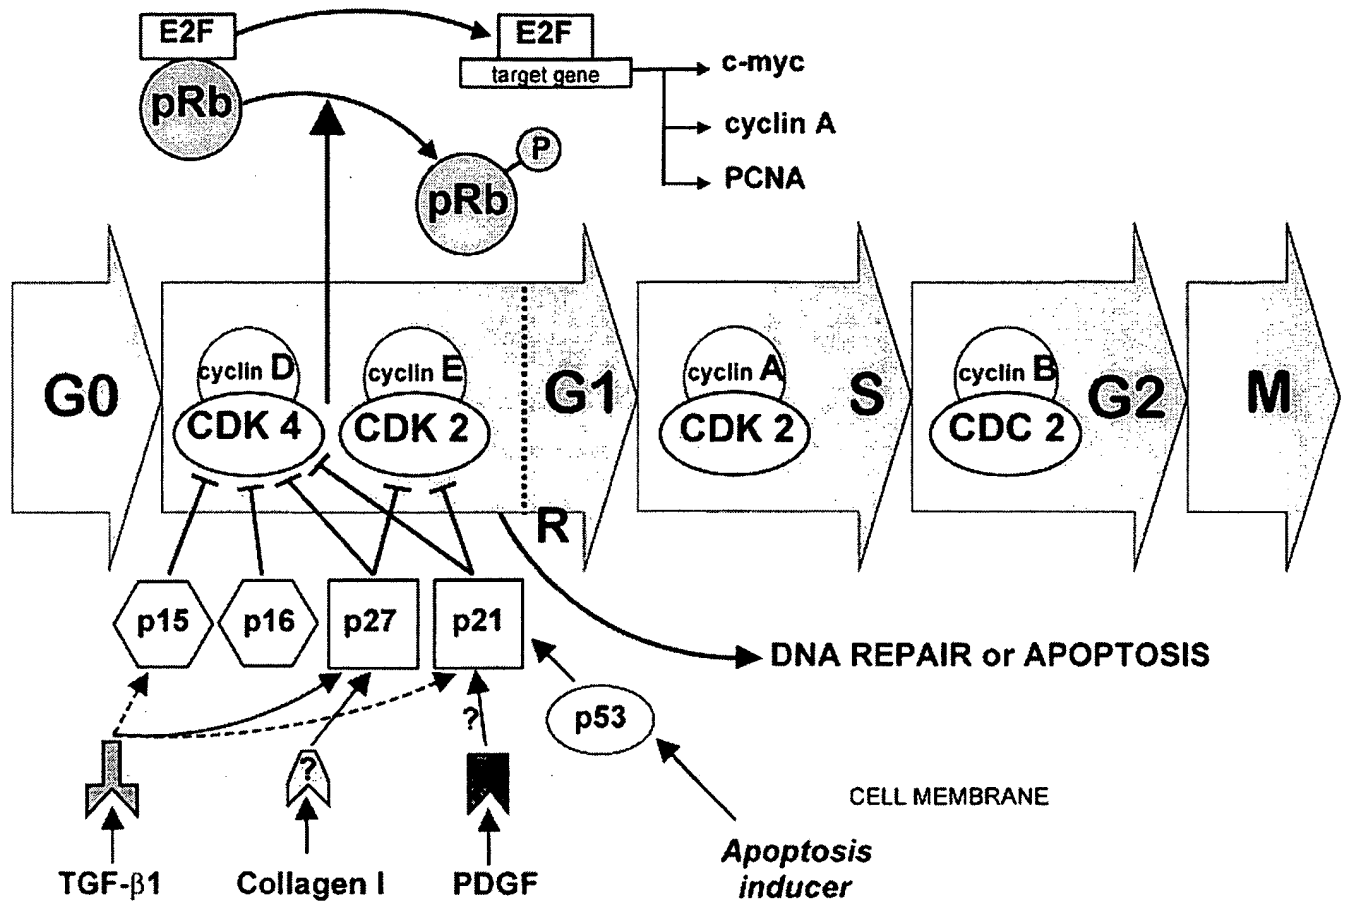 E2F
E2F
target gene
c-myc
pRb
cyclin A
P
PCNA
pRb
cyclin D
cyclin E
cyclin A
cyclin B
G0
CDK 4
CDK 2
G1
CDK 2
S
CDC 2
G2
M
R
p15
p16
p27
p21
DNA REPAIR or APOPTOSIS
?
p53
?
CELL MEMBRANE
Apoptosis
inducer
TGF-β1
Collagen I
PDGF